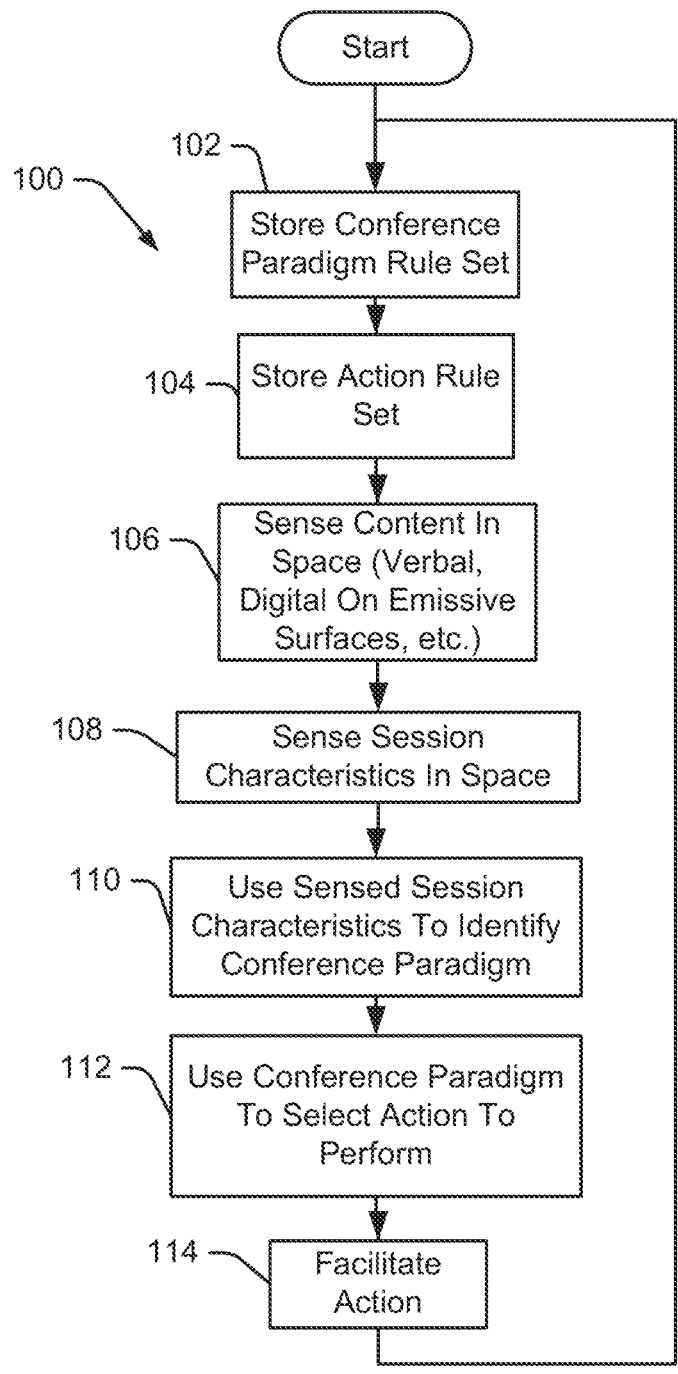 Start
100
102
Store Conference
Paradigm Rule Set
104
Store Action Rule
Set
106
Sense Content In
Space (Verbal,
Digital On Emissive
Surfaces, etc.)
108
Sense Session
Characteristics In Space
110
Use Sensed Session
Characteristics To Identify
Conference Paradigm
112
Use Conference Paradigm
To Select Action To
Perform
114
Facilitate
Action